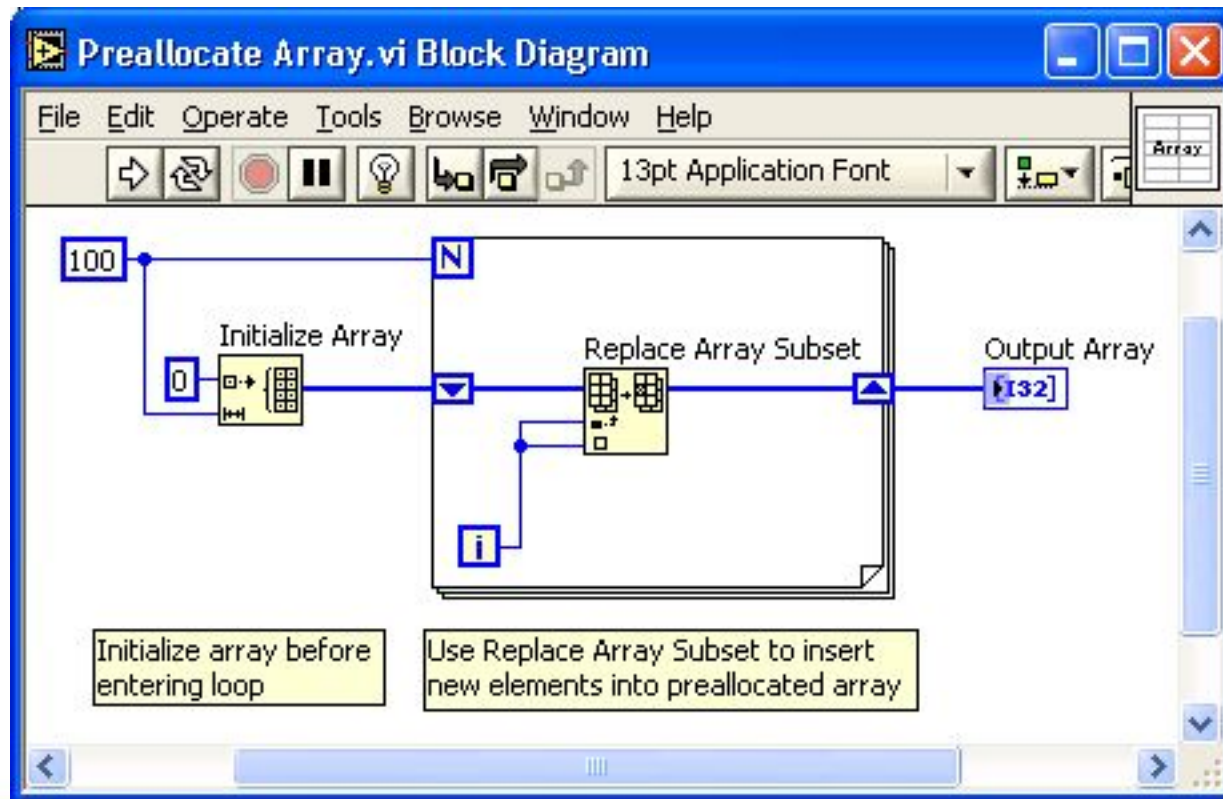 Preallocate Array.vi Block Diagram
File Edit Operate Tools Browse Window Help
Array
13pt Application Font
100
N
Initialize Array
Replace Array Subset
Output Array
0
[I32]
i
Initialize array before
entering loop
Use Replace Array Subset to insert
new elements into preallocated array